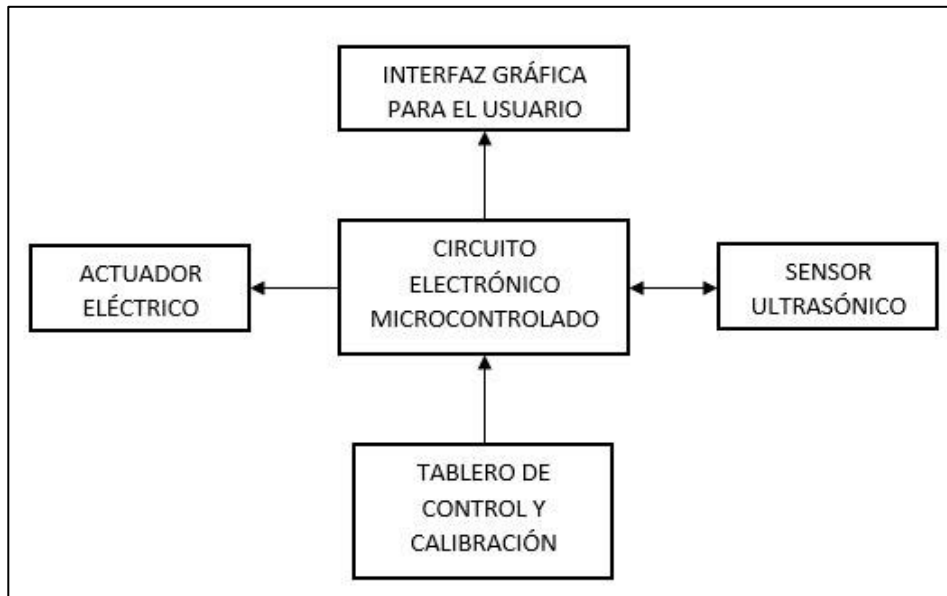 INTERFAZ GRÁFICA
PARA EL USUARIO
ACTUADOR
ELÉCTRICO
CIRCUITO
ELECTRÓNICO
MICROCONTROLADO
SENSOR
ULTRASÓNICO
TABLERO DE
CONTROL Y
CALIBRACIÓN